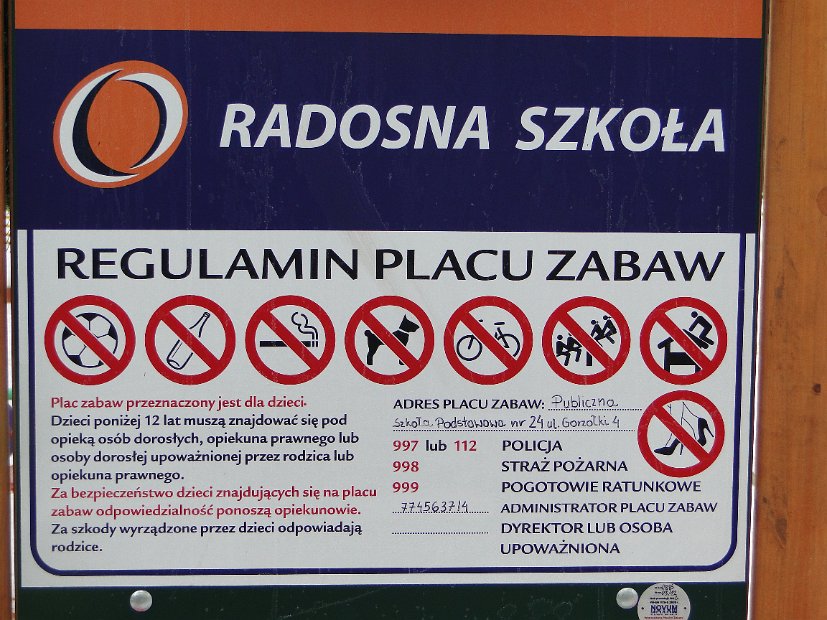 RADOSNA SZKOŁA
REGULAMIN PLACU ZABAW
Plac zabaw przeznaczony jest dla dzieci.
Dzieci poniżej 12 lat muszą znajdować się pod
opieką osób dorosłych, opiekuna prawnego lub
osoby dorosłej upoważnionej przez rodzica lub
opiekuna prawnego.
Za bezpieczeństwo dzieci znajdujących się na placu
zabaw odpowiedzialność ponoszą opiekunowie.
Za szkody wyrządzone przez dzieci odpowiadają
rodzice.
ADRES PLACU ZABAW: Publiczna
Szkoła Podstawowa nr 24 ul. Gorzołki 4
997 lub 112 POLICJA
998 STRAŻ POŻARNA
999 POGOTOWIE RATUNKOWE
774563714 ADMINISTRATOR PLACU ZABAW
DYREKTOR LUB OSOBA
UPOWAŻNIONA
NOVUM